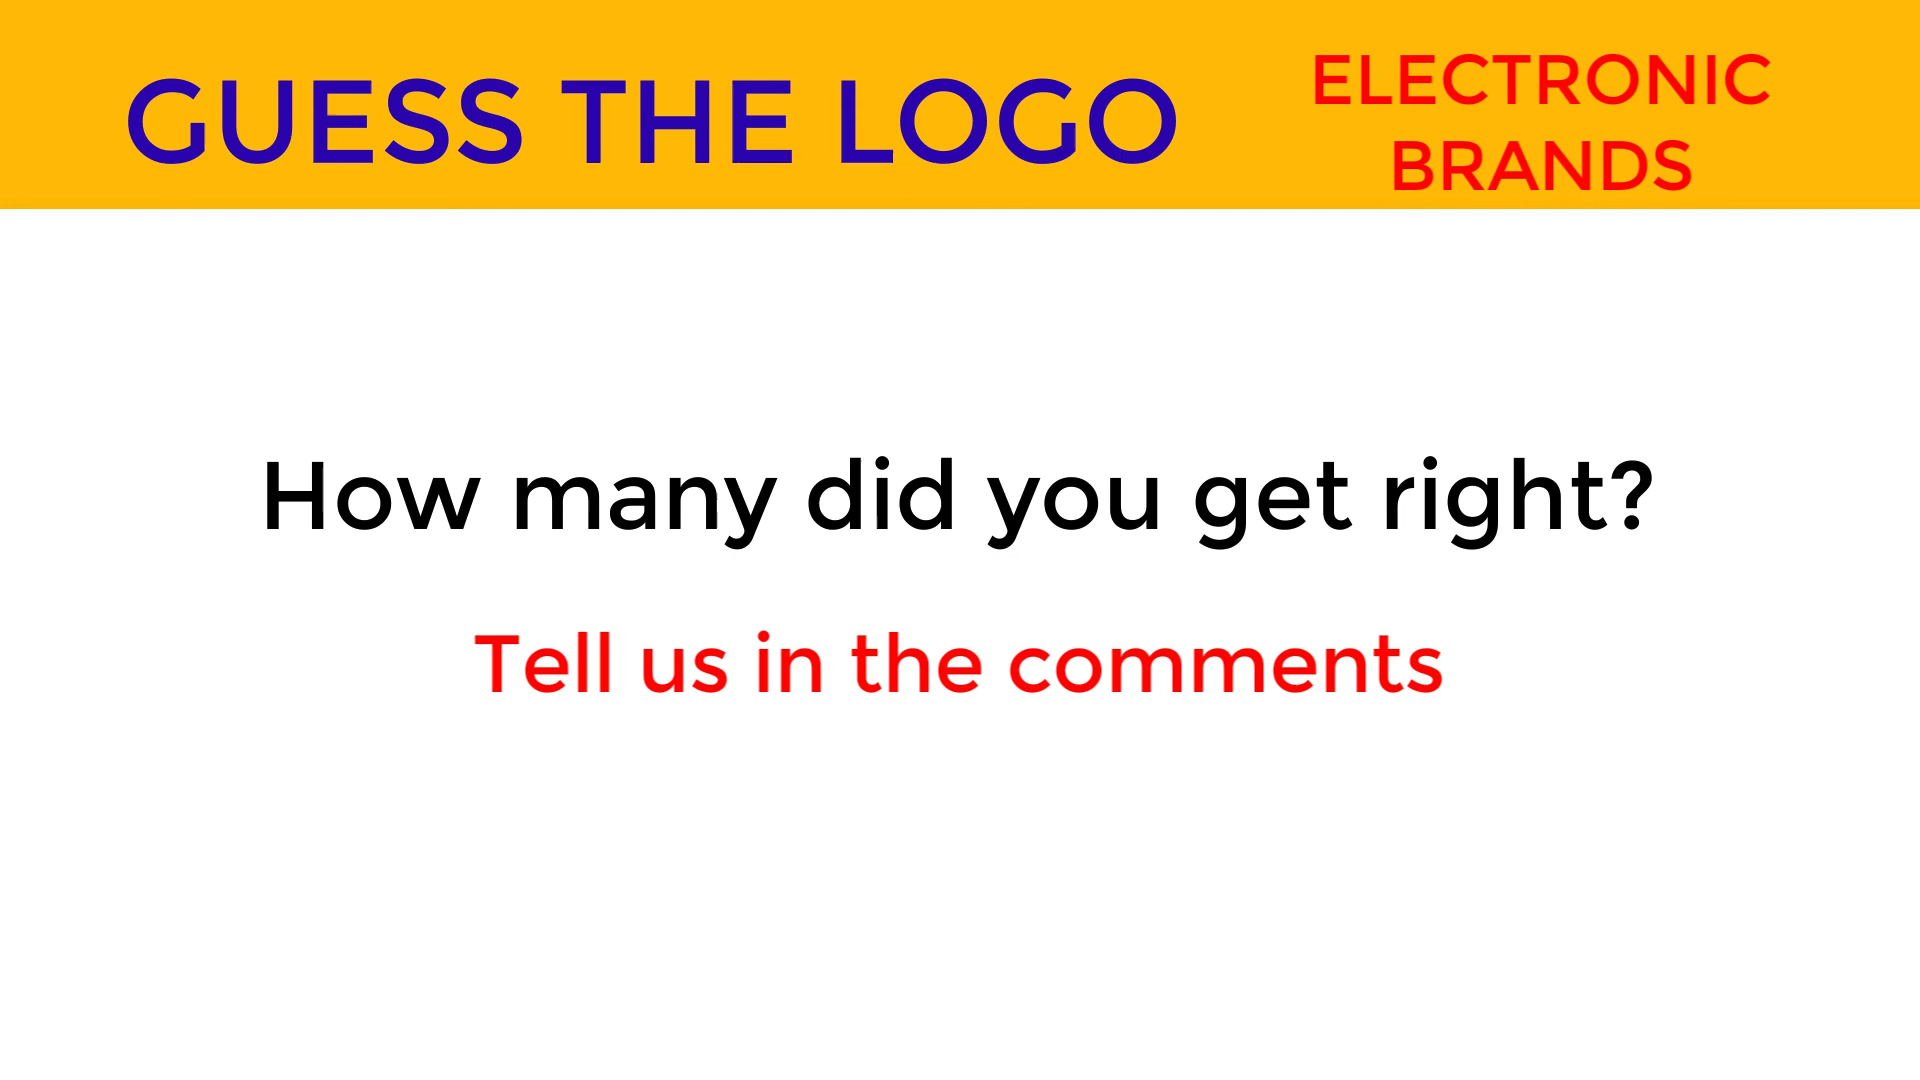 GUESS THE LOGO
ELECTRONIC
BRANDS
How many did you get right?
Tell us in the comments